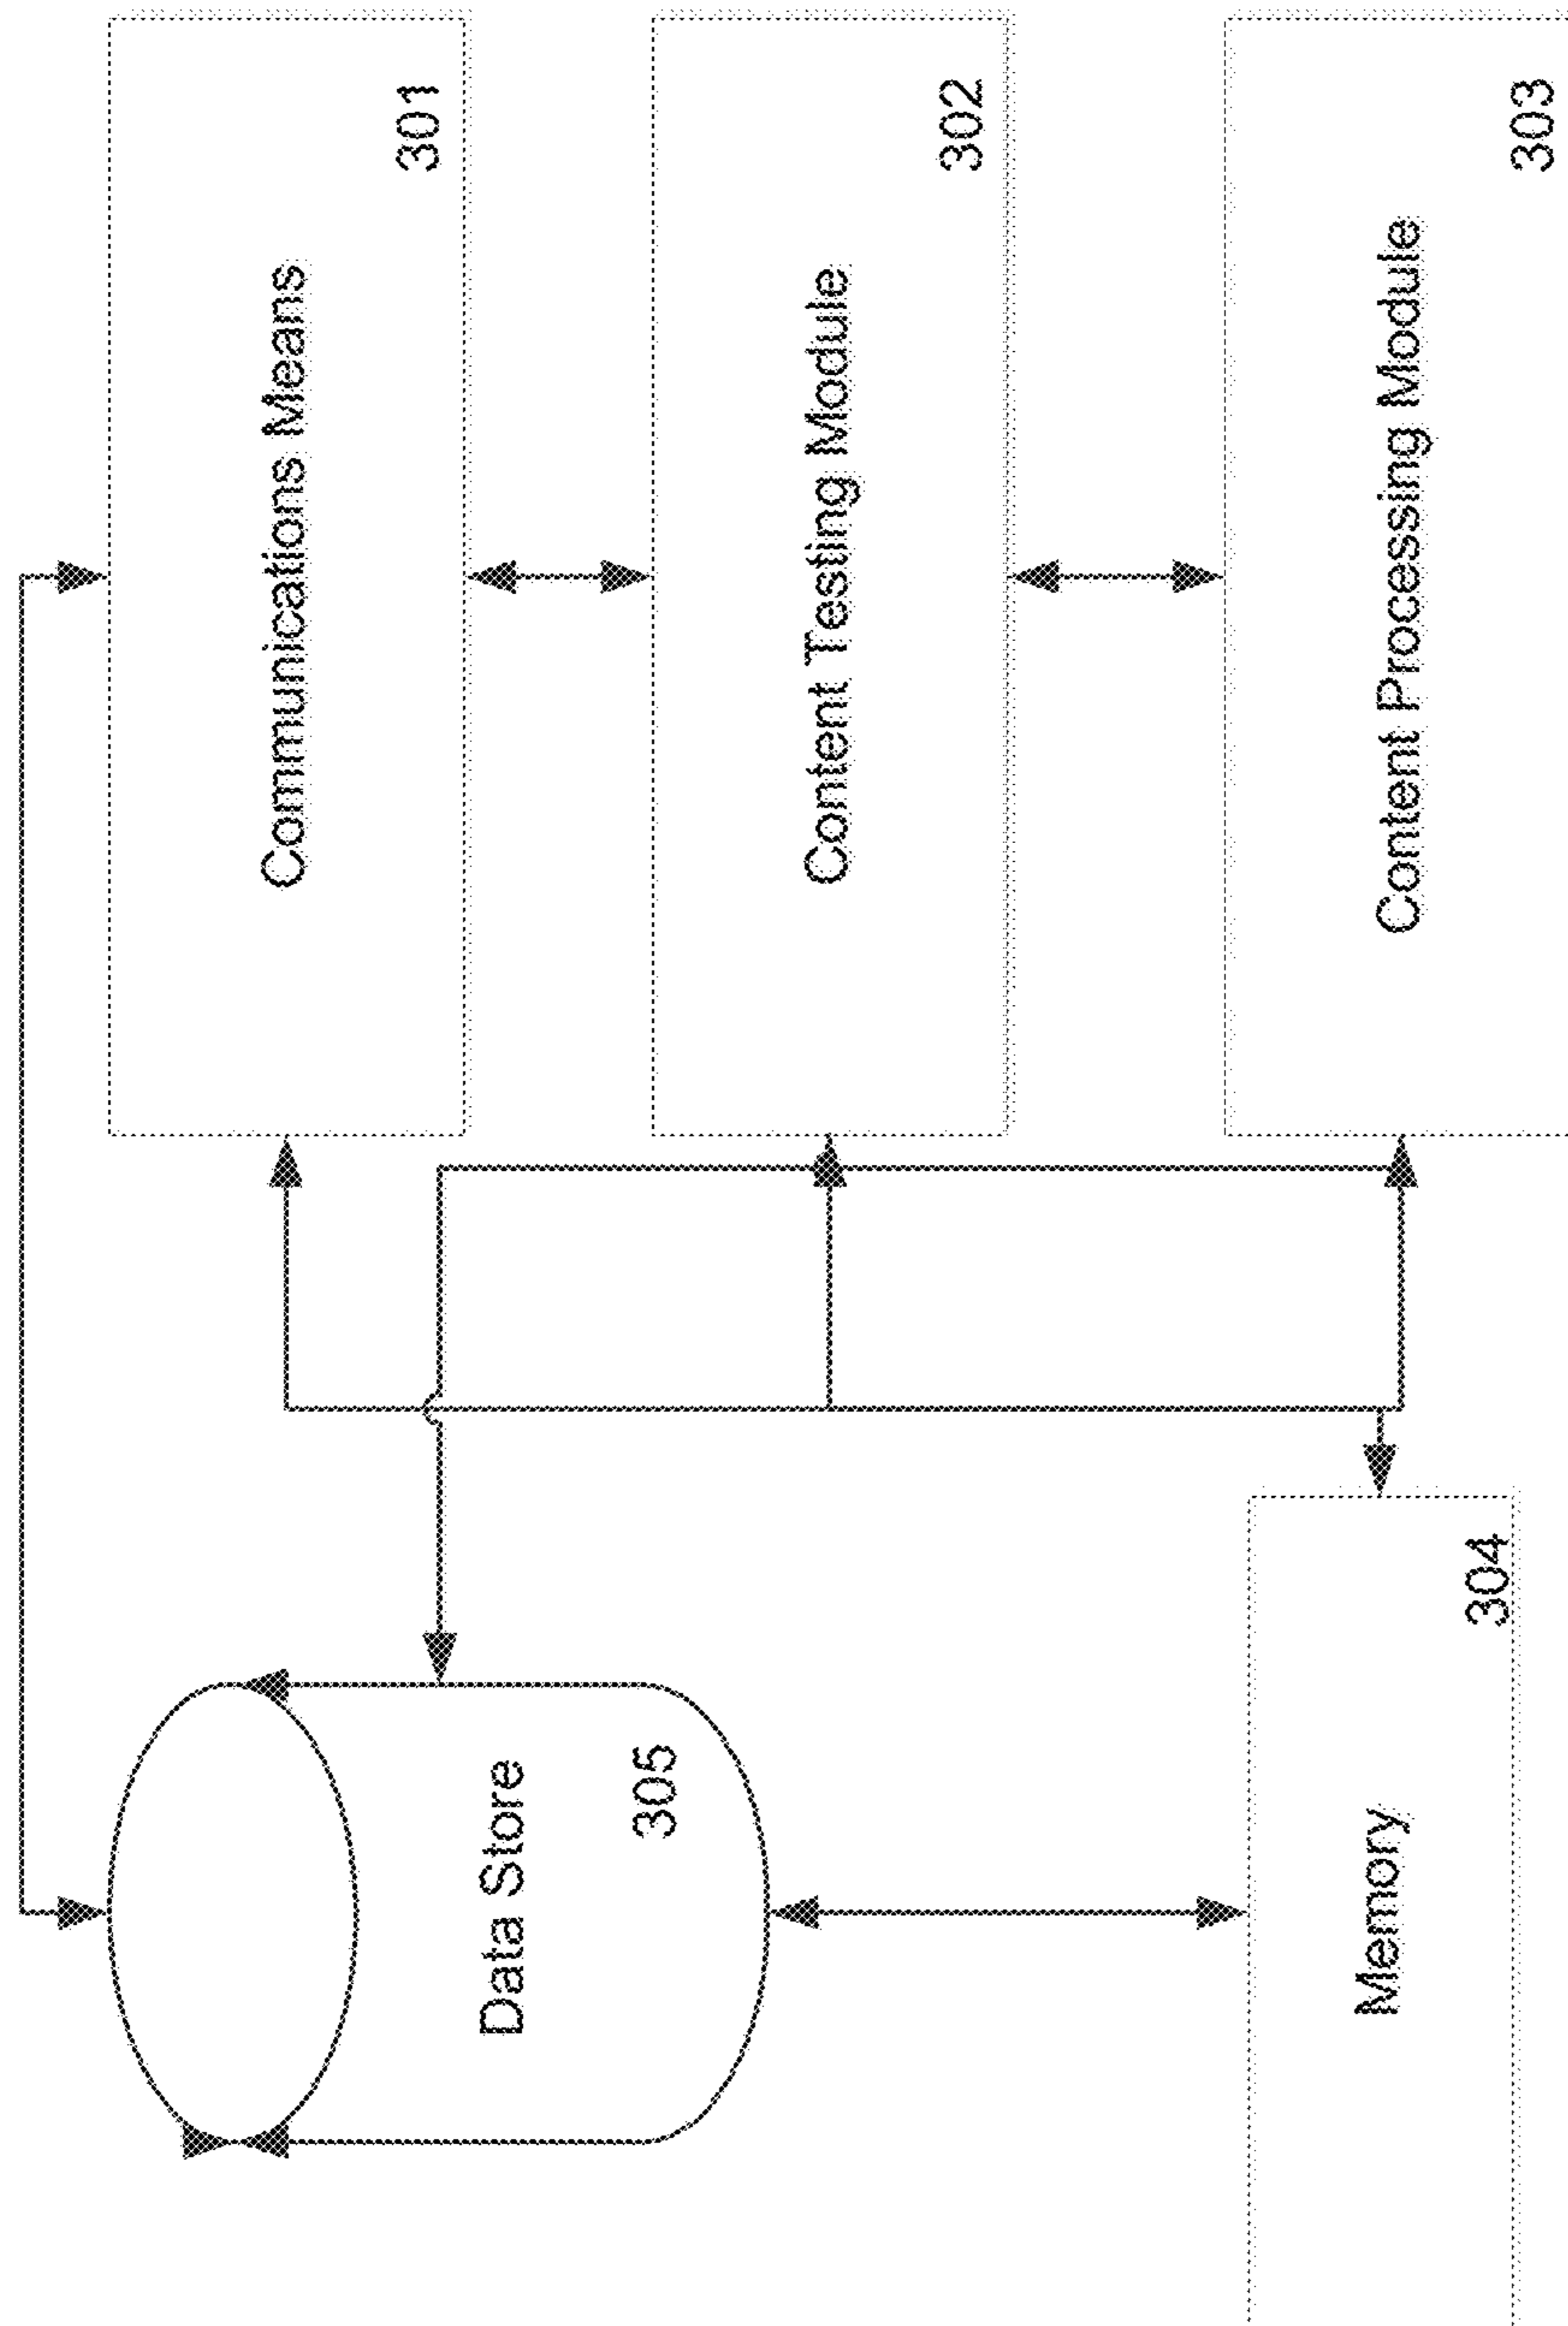 Communications Means
301
Content Testing Module
302
Content Processing Module
303
Data Store
305
Memory
304